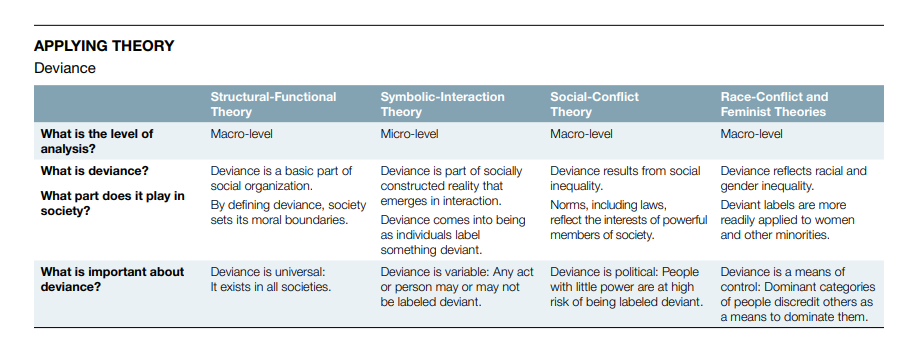 APPLYING THEORY
Deviance
Structural-Functional
Theory
Symbolic-Interaction
Theory
Social-Conflict
Theory
Race-Conflict and
Feminist Theories
What is the level of
analysis?
Macro-level
Micro-level
Macro-level
Macro-level
What is deviance?
What part does it play in
society?
Deviance is a basic part of
social organization.
By defining deviance, society
sets its moral boundaries.
Deviance is part of socially
constructed reality that
emerges in interaction.
Deviance comes into being
as individuals label
something deviant.
Deviance results from social
inequality.
Norms, including laws,
reflect the interests of powerful
members of society.
Deviance reflects racial and
gender inequality.
Deviant labels are more
readily applied to women
and other minorities.
What is important about
deviance?
Deviance is universal:
It exists in all societies.
Deviance is variable: Any act
or person may or may not
be labeled deviant.
Deviance is political: People
with little power are at high
risk of being labeled deviant.
Deviance is a means of
control: Dominant categories
of people discredit others as
a means to dominate them.